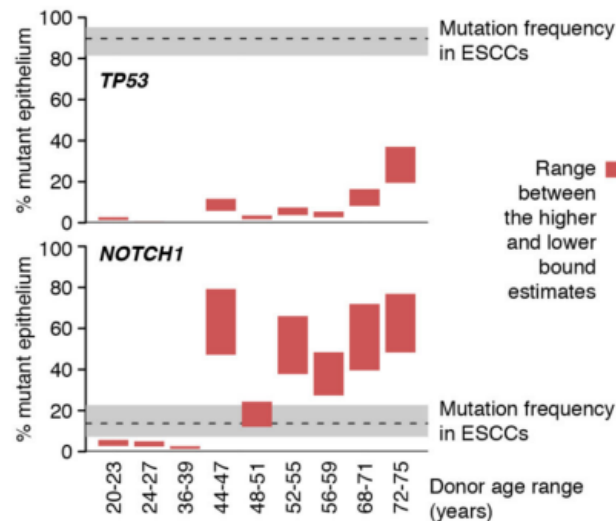 100
80
60
40
20
0
% mutant epithelium
TP53
Mutation frequency
in ESCCs
Range
between
the higher
and lower
bound
estimates
100
80
60
40
20
0
% mutant epithelium
NOTCH1
Mutation frequency
in ESCCs
20-23
24-27
36-39
44-47
48-51
52-55
56-59
68-71
72-75
Donor age range
(years)